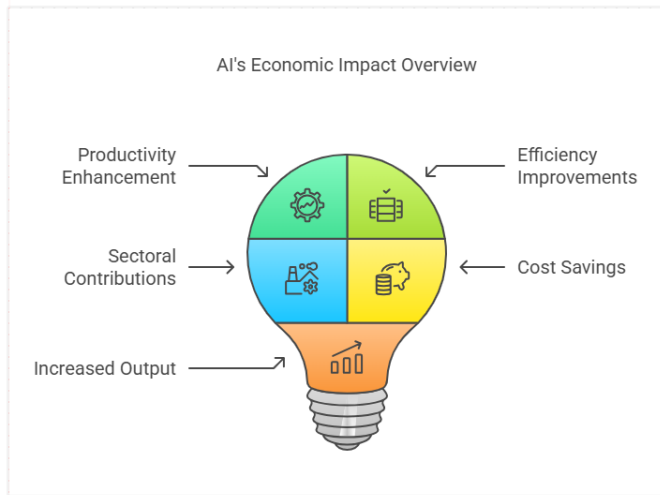 AI's Economic Impact Overview
Productivity
Enhancement
Efficiency
Improvements
Sectoral
Contributions
Cost Savings
Increased Output